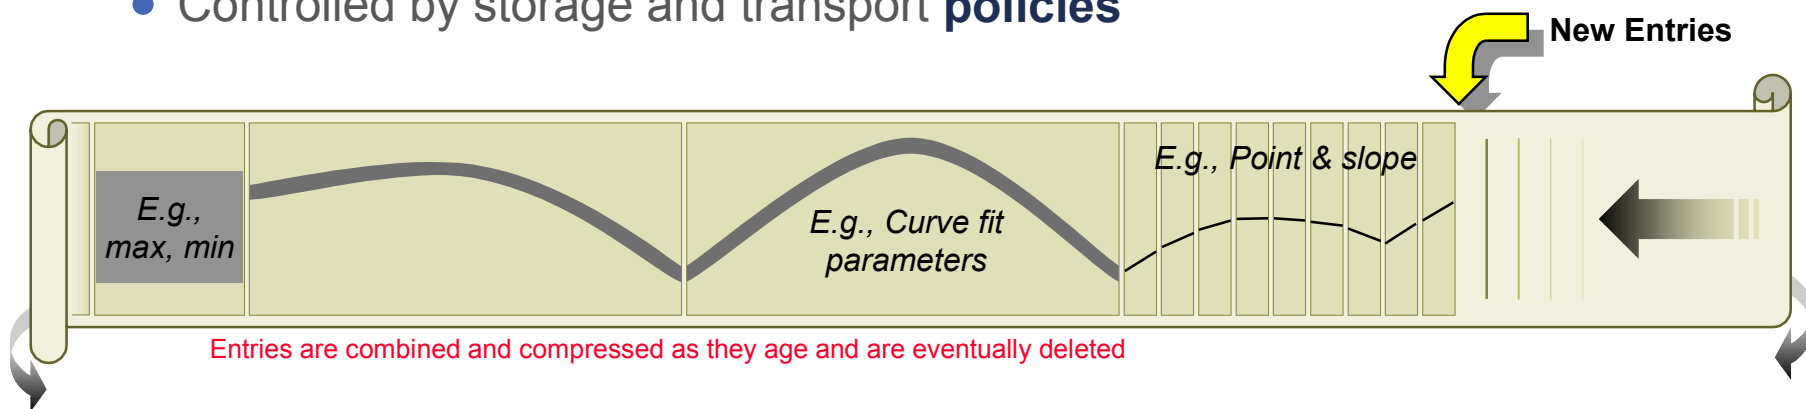 ● Controlled by storage and transport policies
New Entries
E.g., Point & slope
E.g.,
max, min
E.g., Curve fit
parameters
Entries are combined and compressed as they age and are eventually deleted